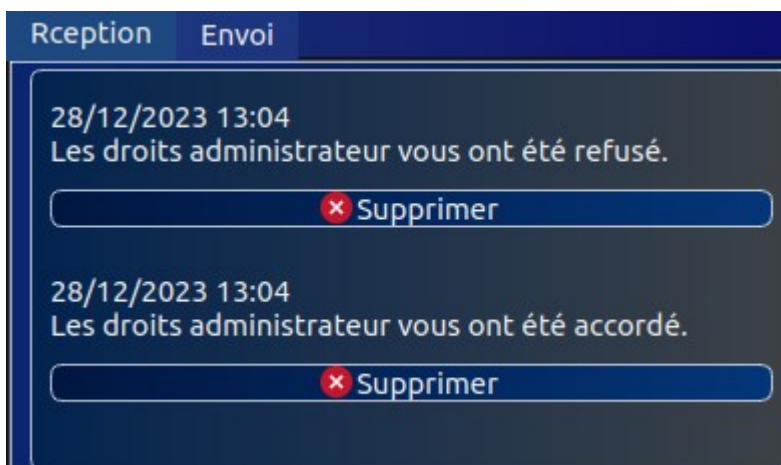 Rception Envoi
28/12/2023 13:04
Les droits administrateur vous ont été refusé.
Supprimer
28/12/2023 13:04
Les droits administrateur vous ont été accordé.
Supprimer